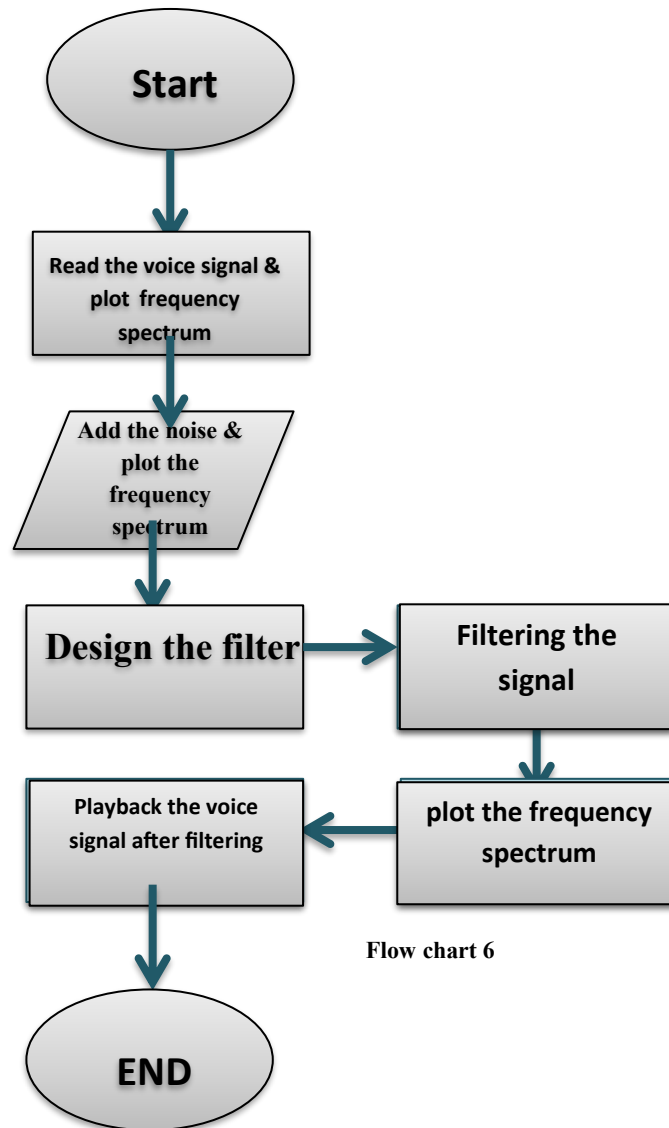 Start
Read the voice signal &
plot frequency
spectrum
Add the noise &
plot the
frequency
spectrum
Design the filter
Filtering the
signal
plot the frequency
spectrum
Playback the voice
signal after filtering
Flow chart 6
END